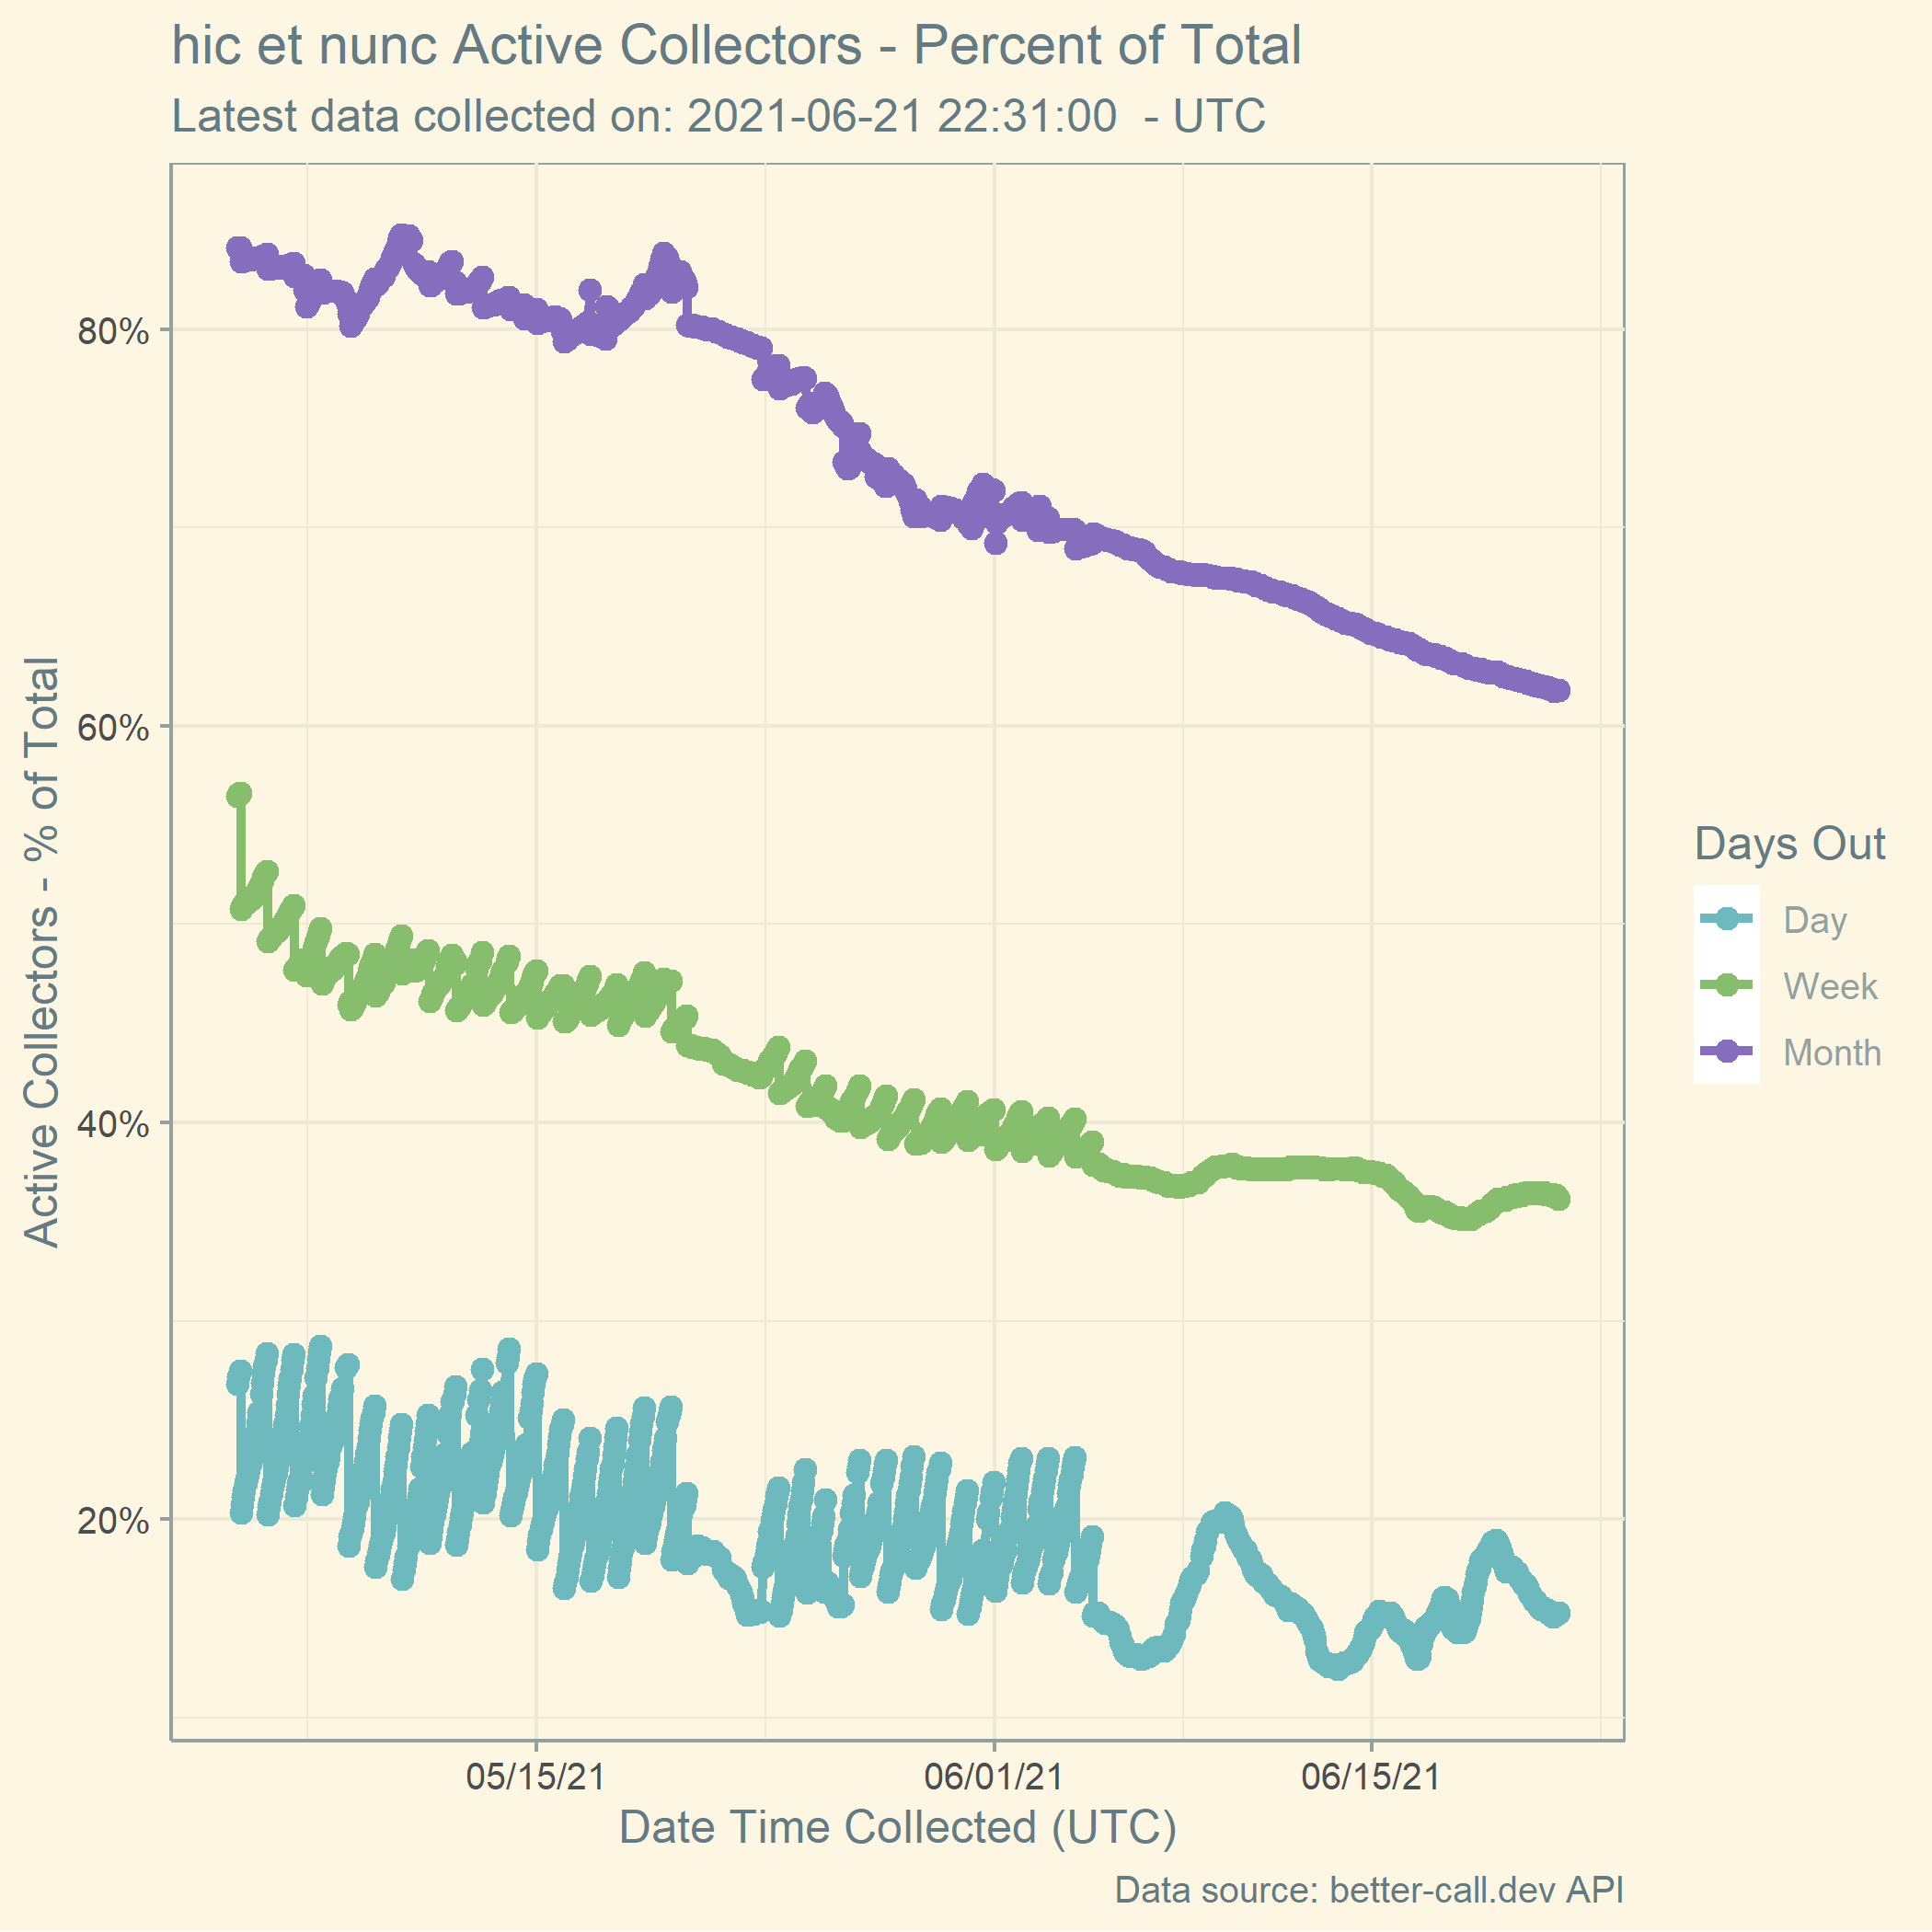 hic et nunc Active Collectors - Percent of Total
Latest data collected on: 2021-06-21 22:31:00  - UTC
Active Collectors - % of Total
80%
60%
40%
20%
05/15/21
06/01/21
06/15/21
Date Time Collected (UTC)
Days Out
Day
Week
Month
Data source: better-call.dev API